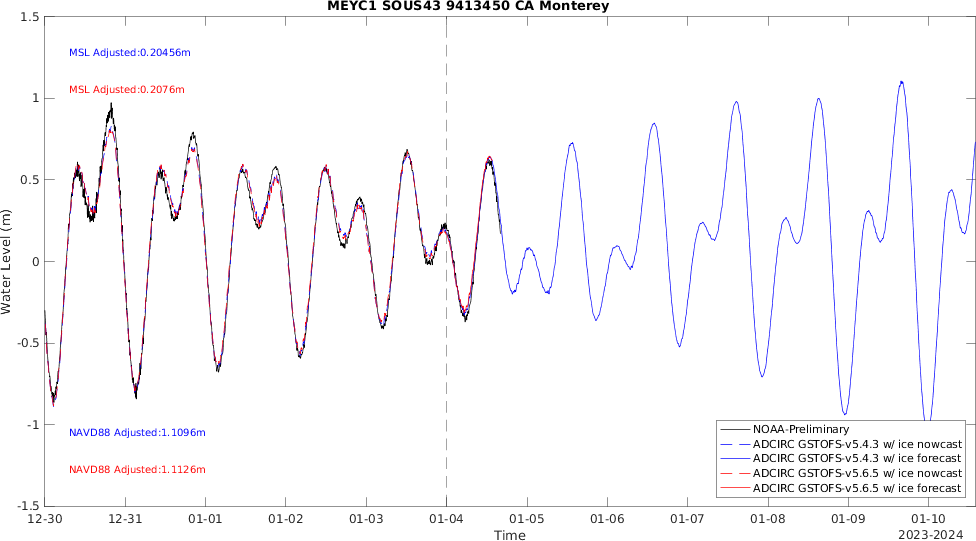 MEYC1 SOUS43 9413450 CA Monterey
1.5
MSL Adjusted:0.20456m
MSL Adjusted:0.2076m
1
0.5
Water Level (m)
0
-0.5
-1
NAVD88 Adjusted:1.1096m
NAVD88 Adjusted:1.1126m
NOAA-Preliminary
ADCIRC GSTOFS-v5.4.3 w/ ice nowcast
ADCIRC GSTOFS-v5.4.3 w/ ice forecast
ADCIRC GSTOFS-v5.6.5 w/ ice nowcast
ADCIRC GSTOFS-v5.6.5 w/ ice forecast
-1.5
12-30 12-31 01-01 01-02 01-03 01-04 01-05 01-06 01-07 01-08 01-09 01-10
Time
2023-2024